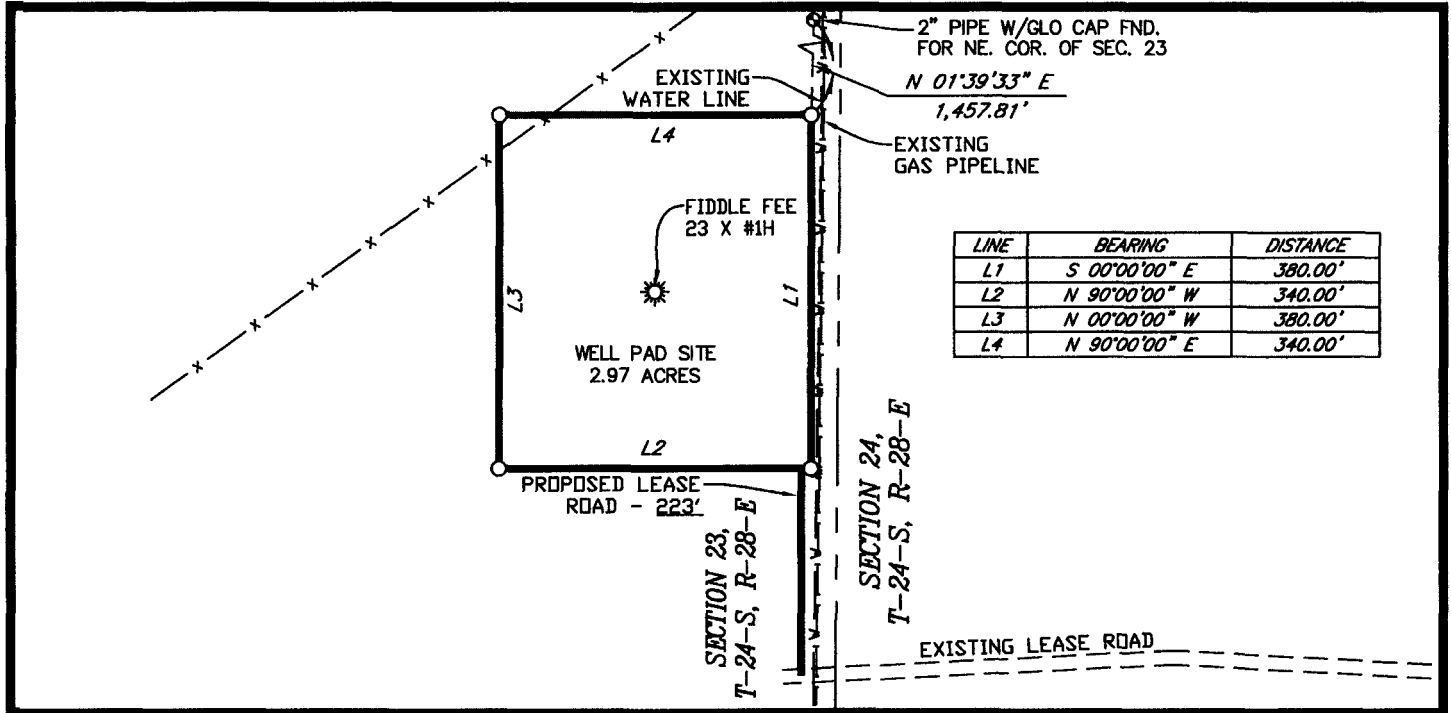 2" PIPE W/GLO CAP FND.
FOR NE. COR. OF SEC. 23
N 01°39'33" E
1,457.81'
EXISTING
WATER LINE
EXISTING
GAS PIPELINE
L4
FIDDLE FEE
23 X #1H
L3
L1
WELL PAD SITE
2.97 ACRES
L2
LINE BEARING DISTANCE
L1 S 00°00'00" E 380.00'
L2 N 90°00'00" W 340.00'
L3 N 00°00'00" W 380.00'
L4 N 90°00'00" E 340.00'
PROPOSED LEASE
ROAD - 223'
SECTION 23,
T-24-S, R-28-E
SECTION 24,
T-24-S, R-28-E
EXISTING LEASE ROAD